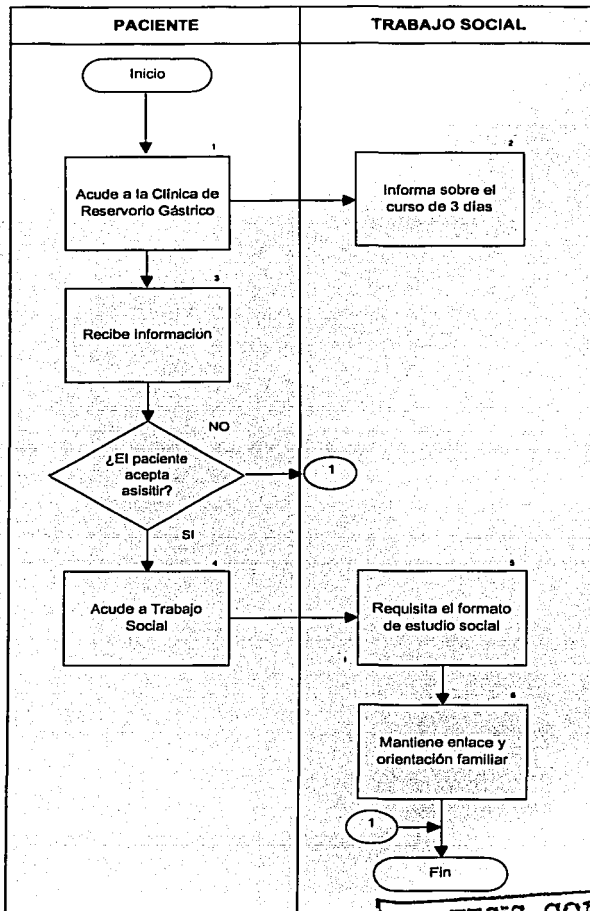 PACIENTE
TRABAJO SOCIAL
Inicio
1
Acude a la Clínica de
Reservorio Gástrico
2
Informa sobre el
curso de 3 días
3
Recibe información
NO
¿El paciente
acepta
asisitir?
1
SI
4
Acude a Trabajo
Social
5
Requisita el formato
de estudio social
6
Mantiene enlace y
orientación familiar
1
Fin